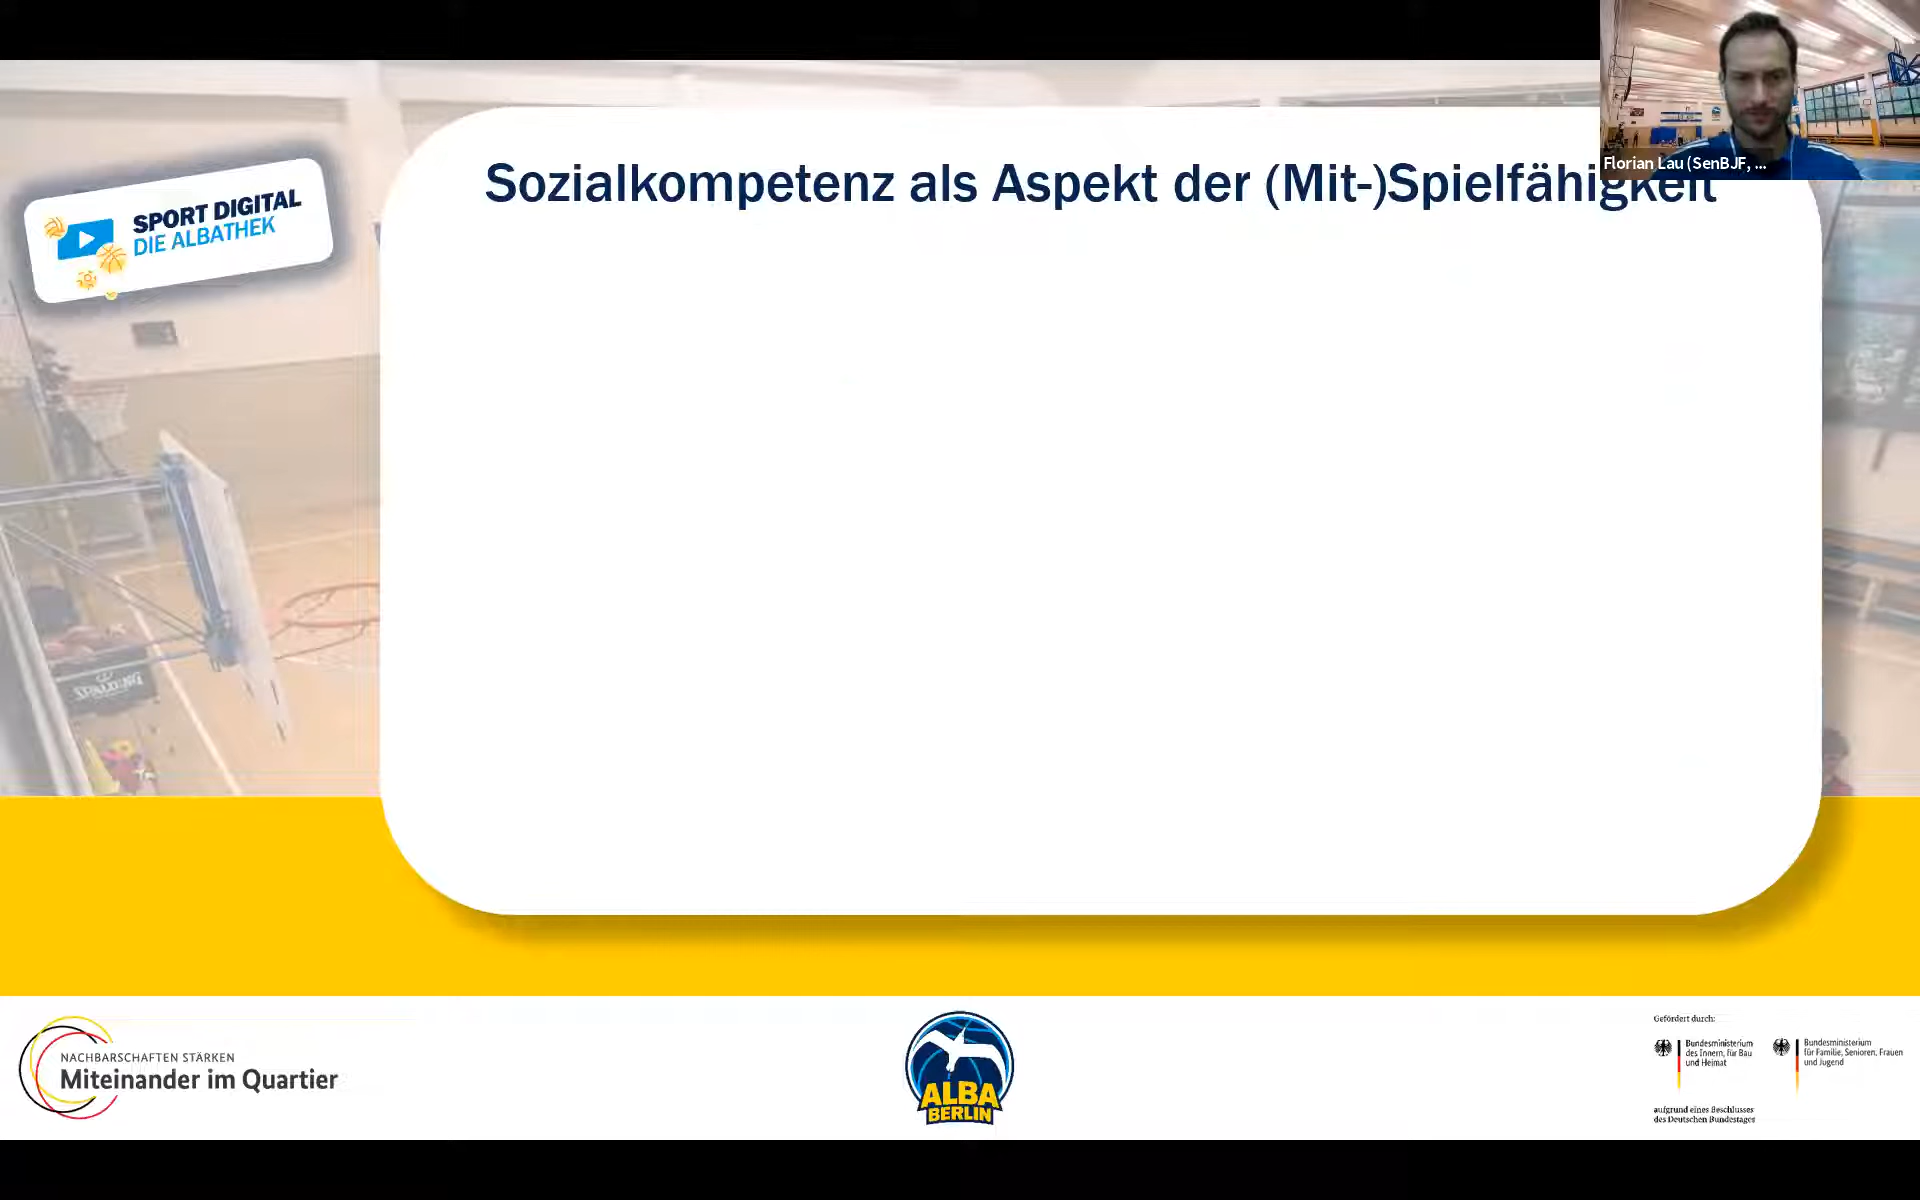 Florian Lau (SenBJF, ...
Sozialkompetenz als Aspekt der (Mit-)Spielfähigkeit
SPORT DIGITAL
DIE ALBATHEK
SPALDING
NACHBARSCHAFTEN STÄRKEN
Miteinander im Quartier
ALBA
BERLIN
Gefördert durch:
Bundesministerium
des Innern, für Bau
und Heimat
Bundesministerium
für Familie, Senioren, Frauen
und Jugend
aufgrund eines Beschlusses
des Deutschen Bundestages